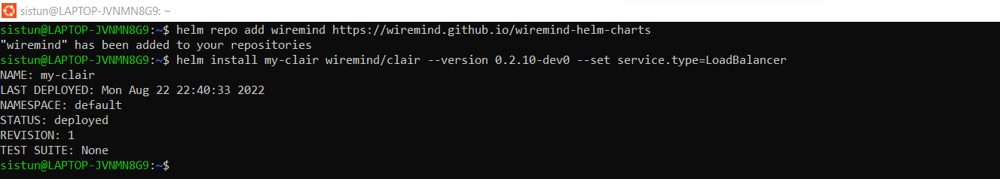 sistun@LAPTOP-JVNMN8G9: ~
sistun@LAPTOP-JVNMN8G9:~$ helm repo add wiremind https://wiremind.github.io/wiremind-helm-charts
"wiremind" has been added to your repositories
sistun@LAPTOP-JVNMN8G9:~$ helm install my-clair wiremind/clair --version 0.2.10-dev0 --set service.type=LoadBalancer
NAME: my-clair
LAST DEPLOYED: Mon Aug 22 22:40:33 2022
NAMESPACE: default
STATUS: deployed
REVISION: 1
TEST SUITE: None
sistun@LAPTOP-JVNMN8G9:~$